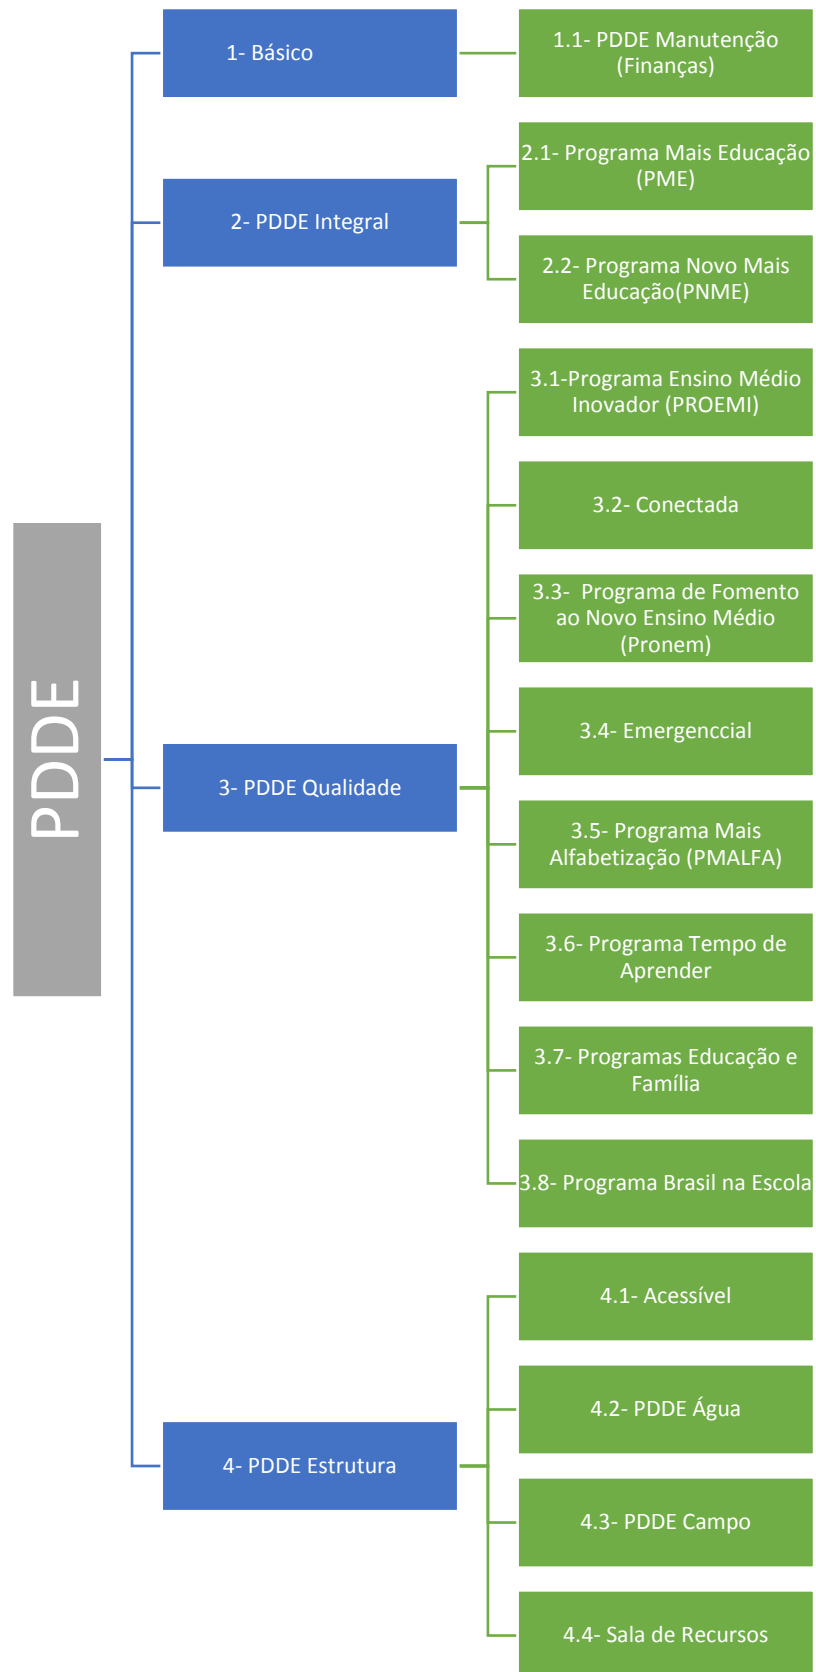 PDDE
1- Básico
1.1- PDDE Manutenção
(Finanças)
2- PDDE Integral
2.1- Programa Mais Educação
(PME)
2.2- Programa Novo Mais
Educação(PNME)
3- PDDE Qualidade
3.1-Programa Ensino Médio
Inovador (PROEMI)
3.2- Conectada
3.3- Programa de Fomento
ao Novo Ensino Médio
(Pronem)
3.4- Emergenccial
3.5- Programa Mais
Alfabetização (PMALFA)
3.6- Programa Tempo de
Aprender
3.7- Programas Educação e
Família
3.8- Programa Brasil na Escola
4- PDDE Estrutura
4.1- Acessível
4.2- PDDE Água
4.3- PDDE Campo
4.4- Sala de Recursos